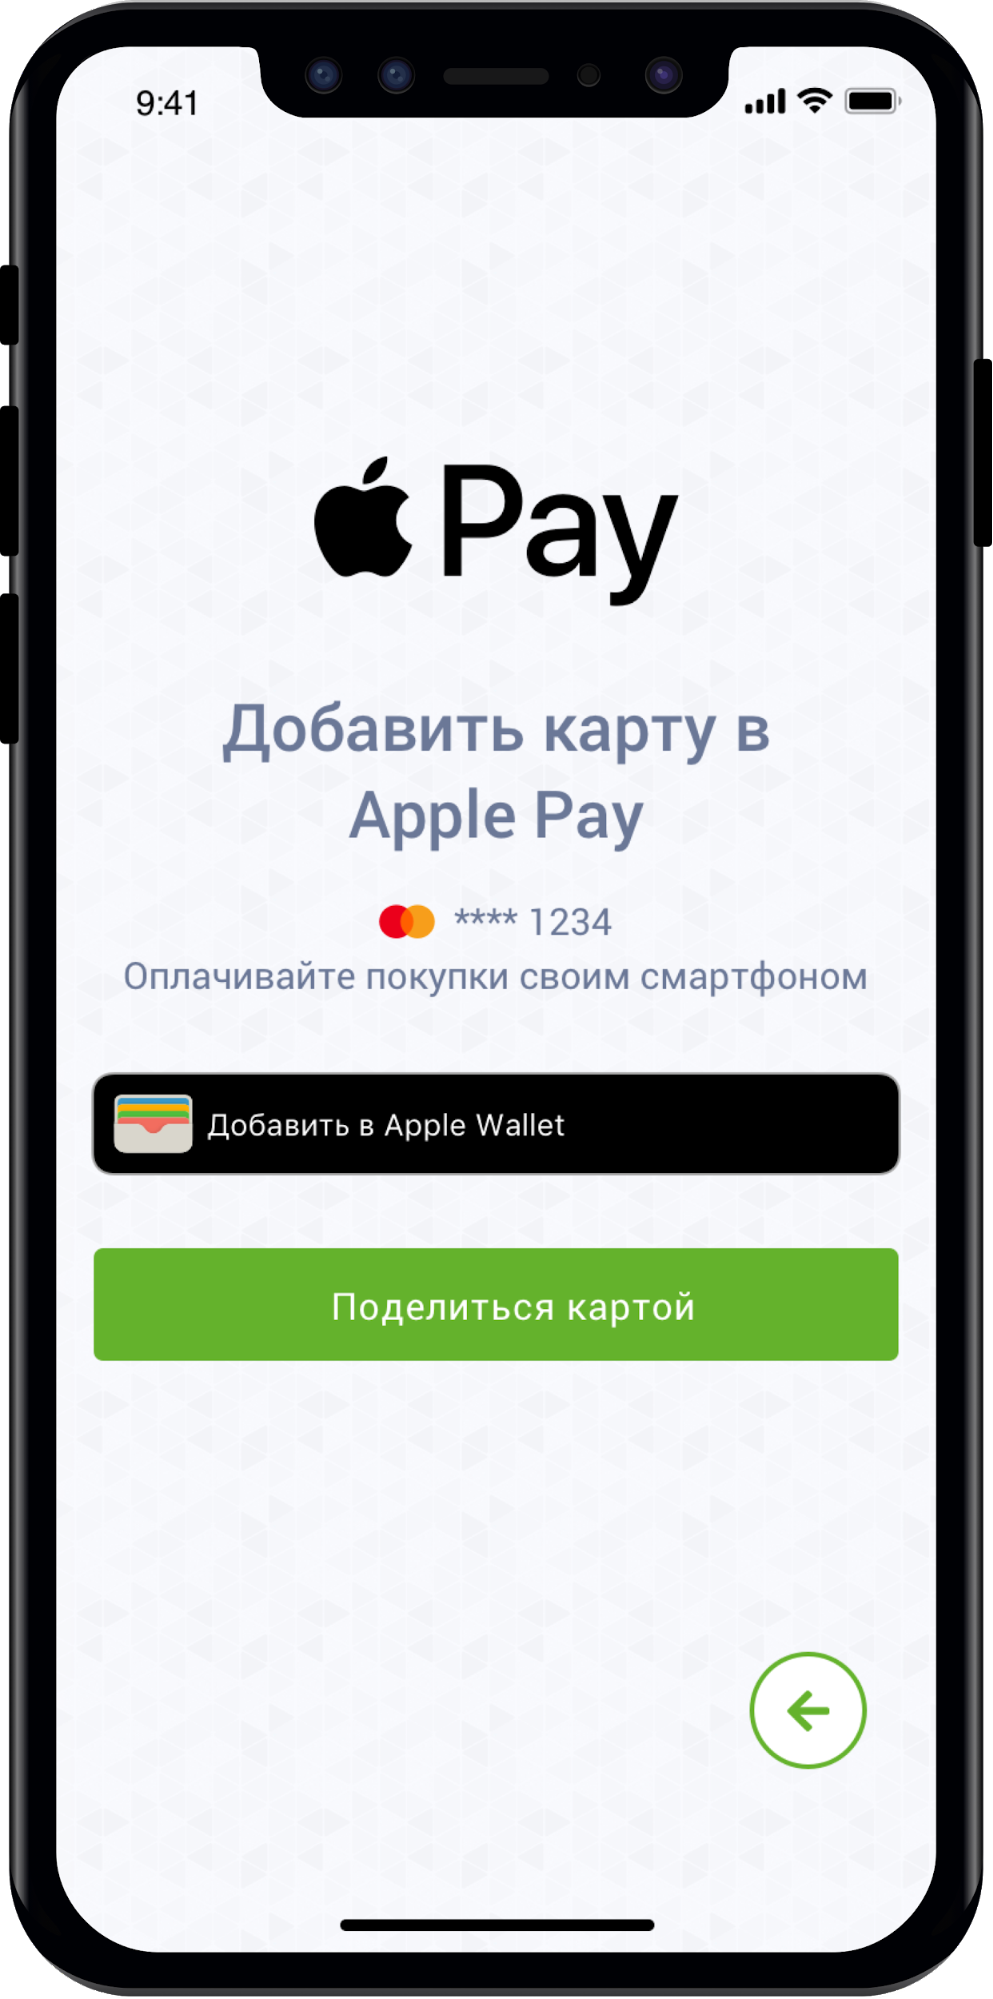 9:41
Pay
Добавить карту в
Apple Pay
**** 1234
Оплачивайте покупки своим смартфоном
Добавить в Apple Wallet
Поделиться картой